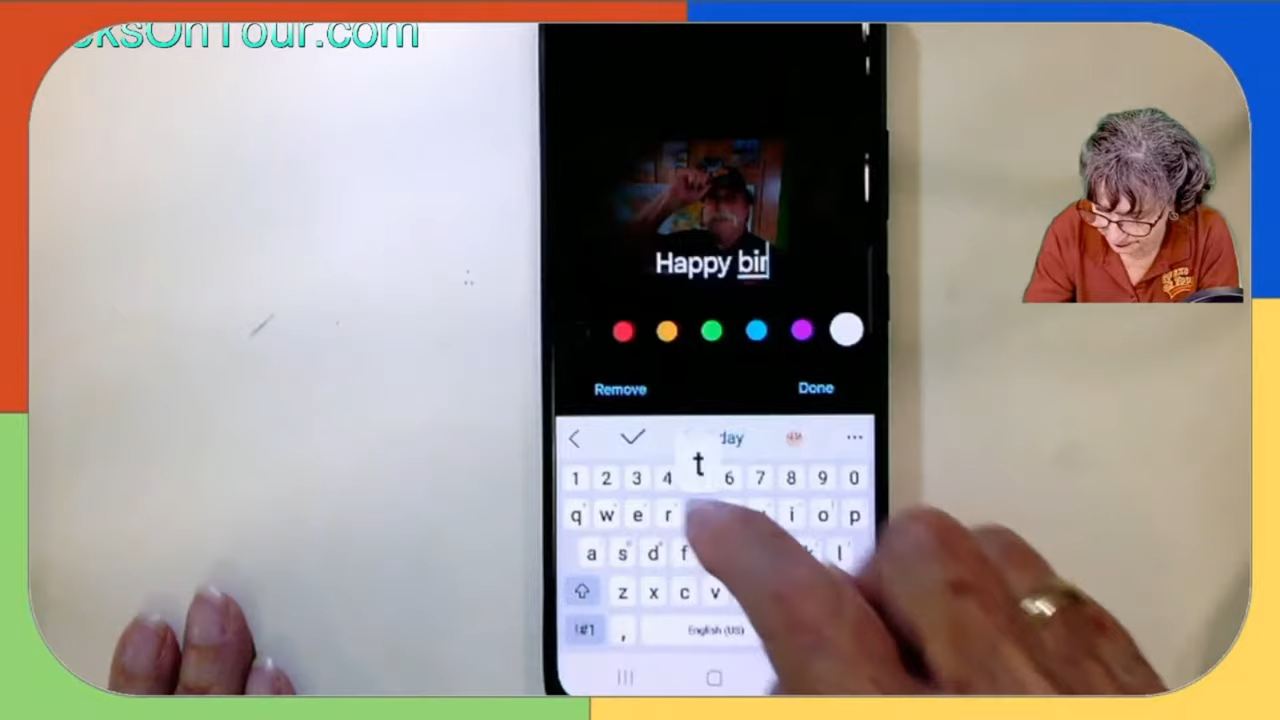 ksOnTour.com
Happy bir
Remove
Done
day
t
1 2 3 4 6 7 8 9 0
q w e r i o p
a s d f l
z x c v
!#1 , English (US)